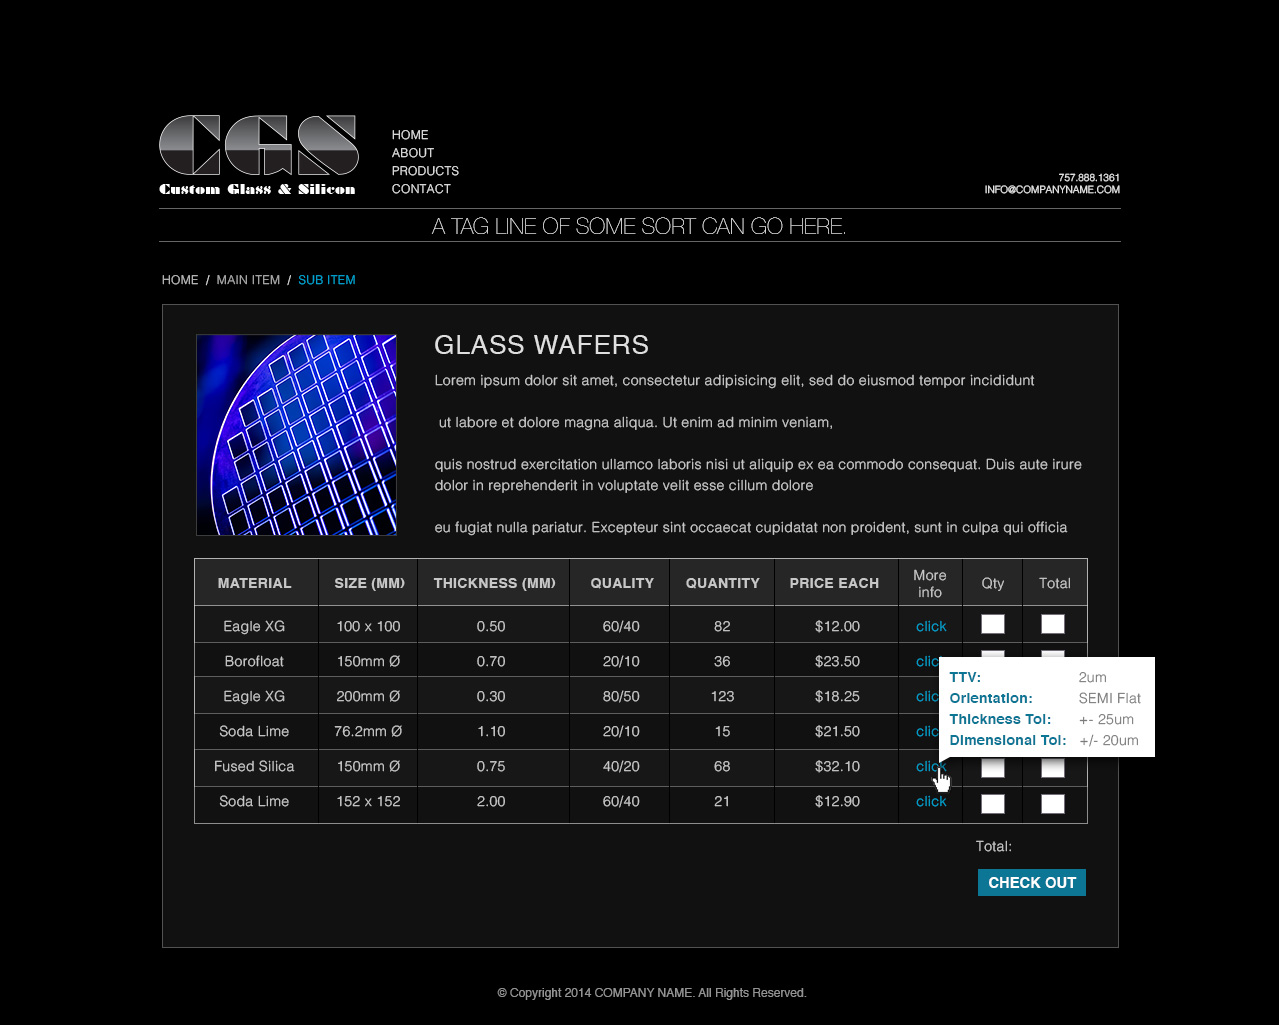 CGS
Custom Glass & Silicon
HOME
ABOUT
PRODUCTS
CONTACT
757.888.1361
INFO@COMPANYNAME.COM
A TAG LINE OF SOME SORT CAN GO HERE.
HOME / MAIN ITEM / SUB ITEM
GLASS WAFERS
Lorem ipsum dolor sit amet, consectetur adipisicing elit, sed do eiusmod tempor incididunt
ut labore et dolore magna aliqua. Ut enim ad minim veniam,
quis nostrud exercitation ullamco laboris nisi ut aliquip ex ea commodo consequat. Duis aute irure
dolor in reprehenderit in voluptate velit esse cillum dolore
eu fugiat nulla pariatur. Excepteur sint occaecat cupidatat non proident, sunt in culpa qui officia
MATERIAL SIZE (MM) THICKNESS (MM) QUALITY QUANTITY PRICE EACH More info Qty Total
Eagle XG 100 x 100 0.50 60/40 82 $12.00 click
Borofloat 150mm Ø 0.70 20/10 36 $23.50 clic
Eagle XG 200mm Ø 0.30 80/50 123 $18.25 clic
Soda Lime 76.2mm Ø 1.10 20/10 15 $21.50 clic
Fused Silica 150mm Ø 0.75 40/20 68 $32.10 click
Soda Lime 152 x 152 2.00 60/40 21 $12.90 click
TTV: 2um
Orientation: SEMI Flat
Thickness Tol: +- 25um
Dimensional Tol: +/- 20um
Total:
CHECK OUT
© Copyright 2014 COMPANY NAME. All Rights Reserved.